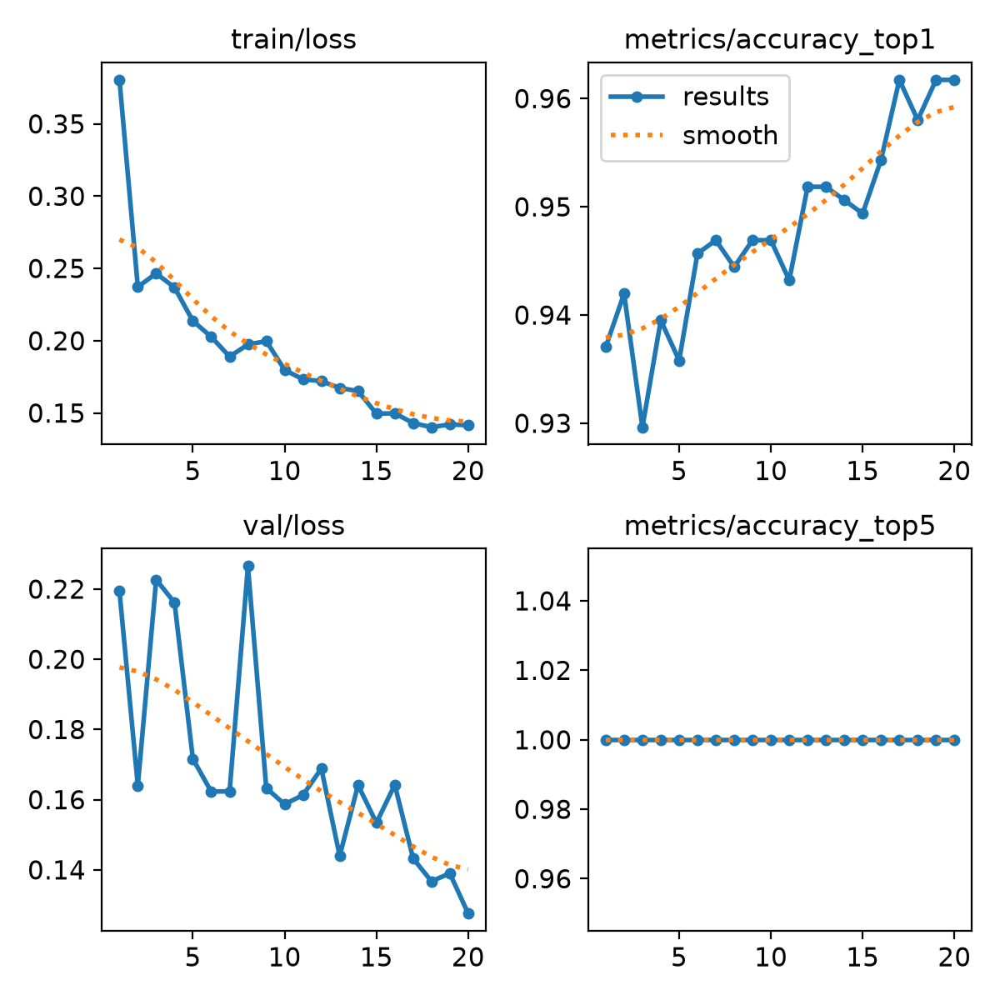 train/loss
0.35
0.30
0.25
0.20
0.15
5 10 15 20
metrics/accuracy_top1
results
smooth
0.96
0.95
0.94
0.93
5 10 15 20
val/loss
0.22
0.20
0.18
0.16
0.14
5 10 15 20
metrics/accuracy_top5
1.04
1.02
1.00
0.98
0.96
5 10 15 20